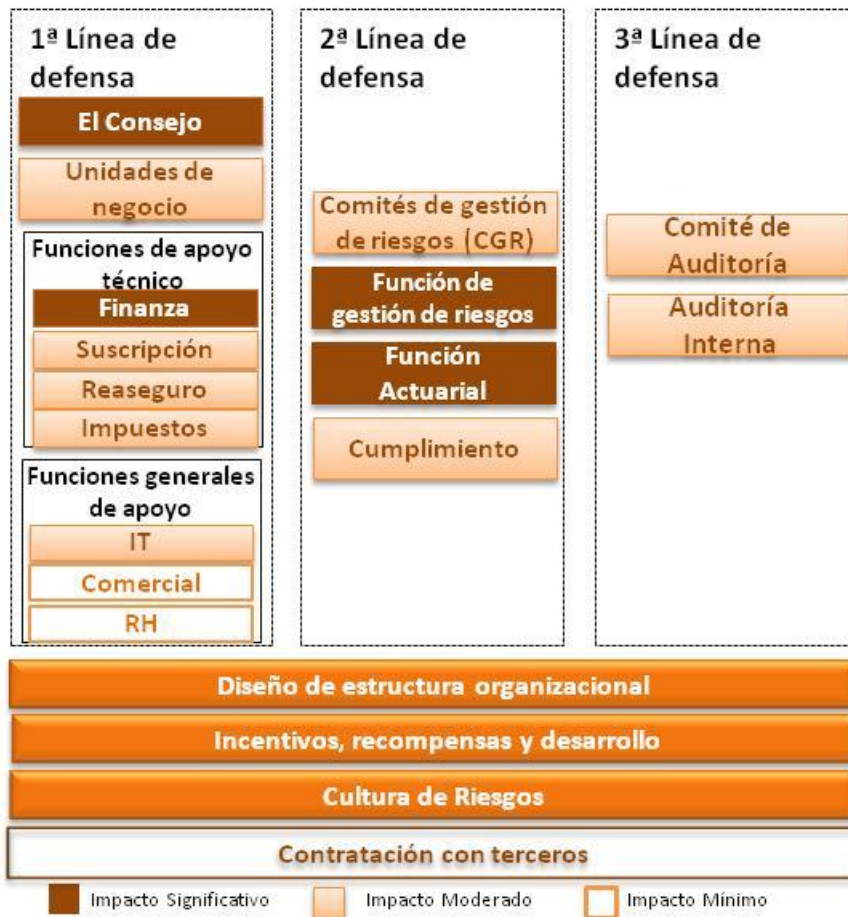 1ª Línea de
defensa
El Consejo
Unidades de
negocio
Funciones de apoyo
técnico
Finanza
Suscripción
Reaseguro
Impuestos
Funciones generales
de apoyo
IT
Comercial
RH
2ª Línea de
defensa
Comités de gestión
de riesgos (CGR)
Función de
gestión de riesgos
Función
Actuarial
Cumplimiento
3ª Línea de
defensa
Comité de
Auditoría
Auditoría
Interna
Diseño de estructura organizacional
Incentivos, recompensas y desarrollo
Cultura de Riesgos
Contratación con terceros
Impacto Significativo
Impacto Moderado
Impacto Mínimo